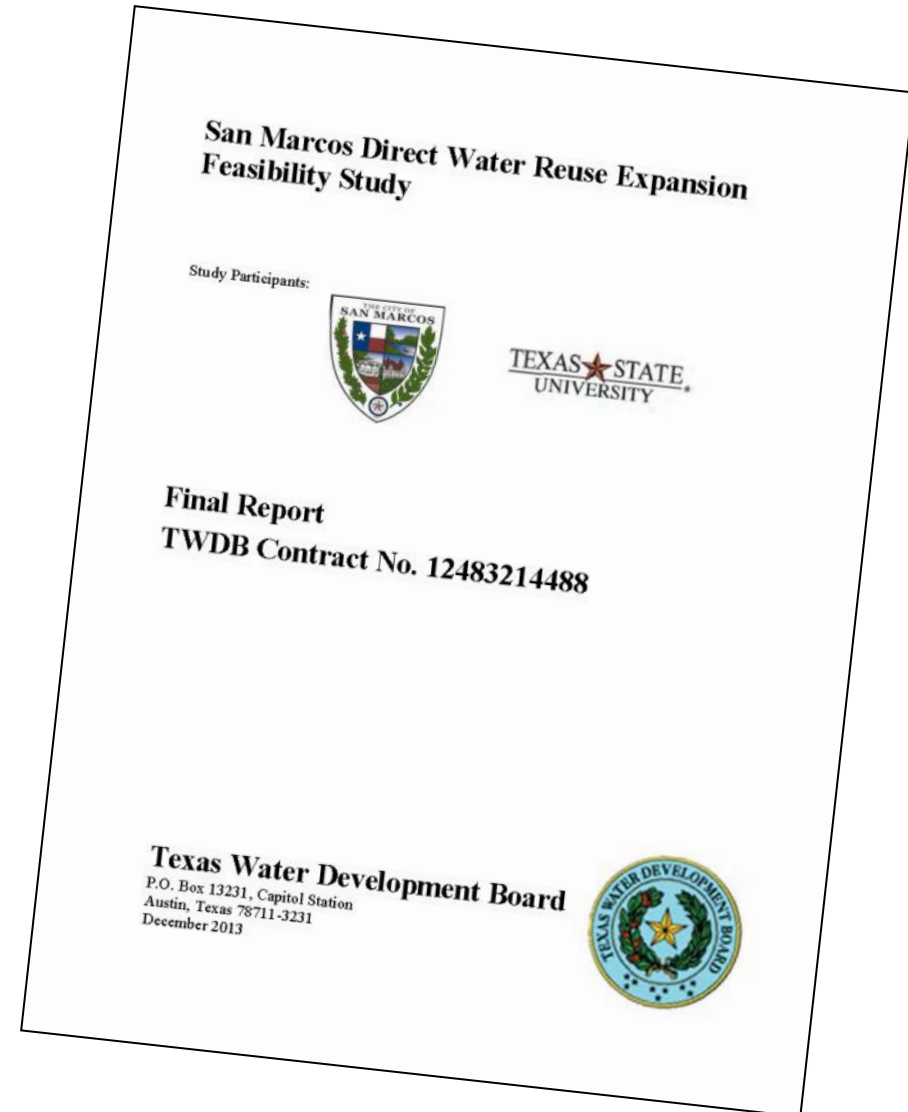 San Marcos Direct Water Reuse Expansion
Feasibility Study
Study Participants:
THE CITY OF
SAN MARCOS
TEXAS STATE
UNIVERSITY®
Final Report
TWDB Contract No. 12483214488
Texas Water Development Board
P.O. Box 13231, Capitol Station
Austin, Texas 78711-3231
December 2013
TEXAS WATER DEVELOPMENT BOARD